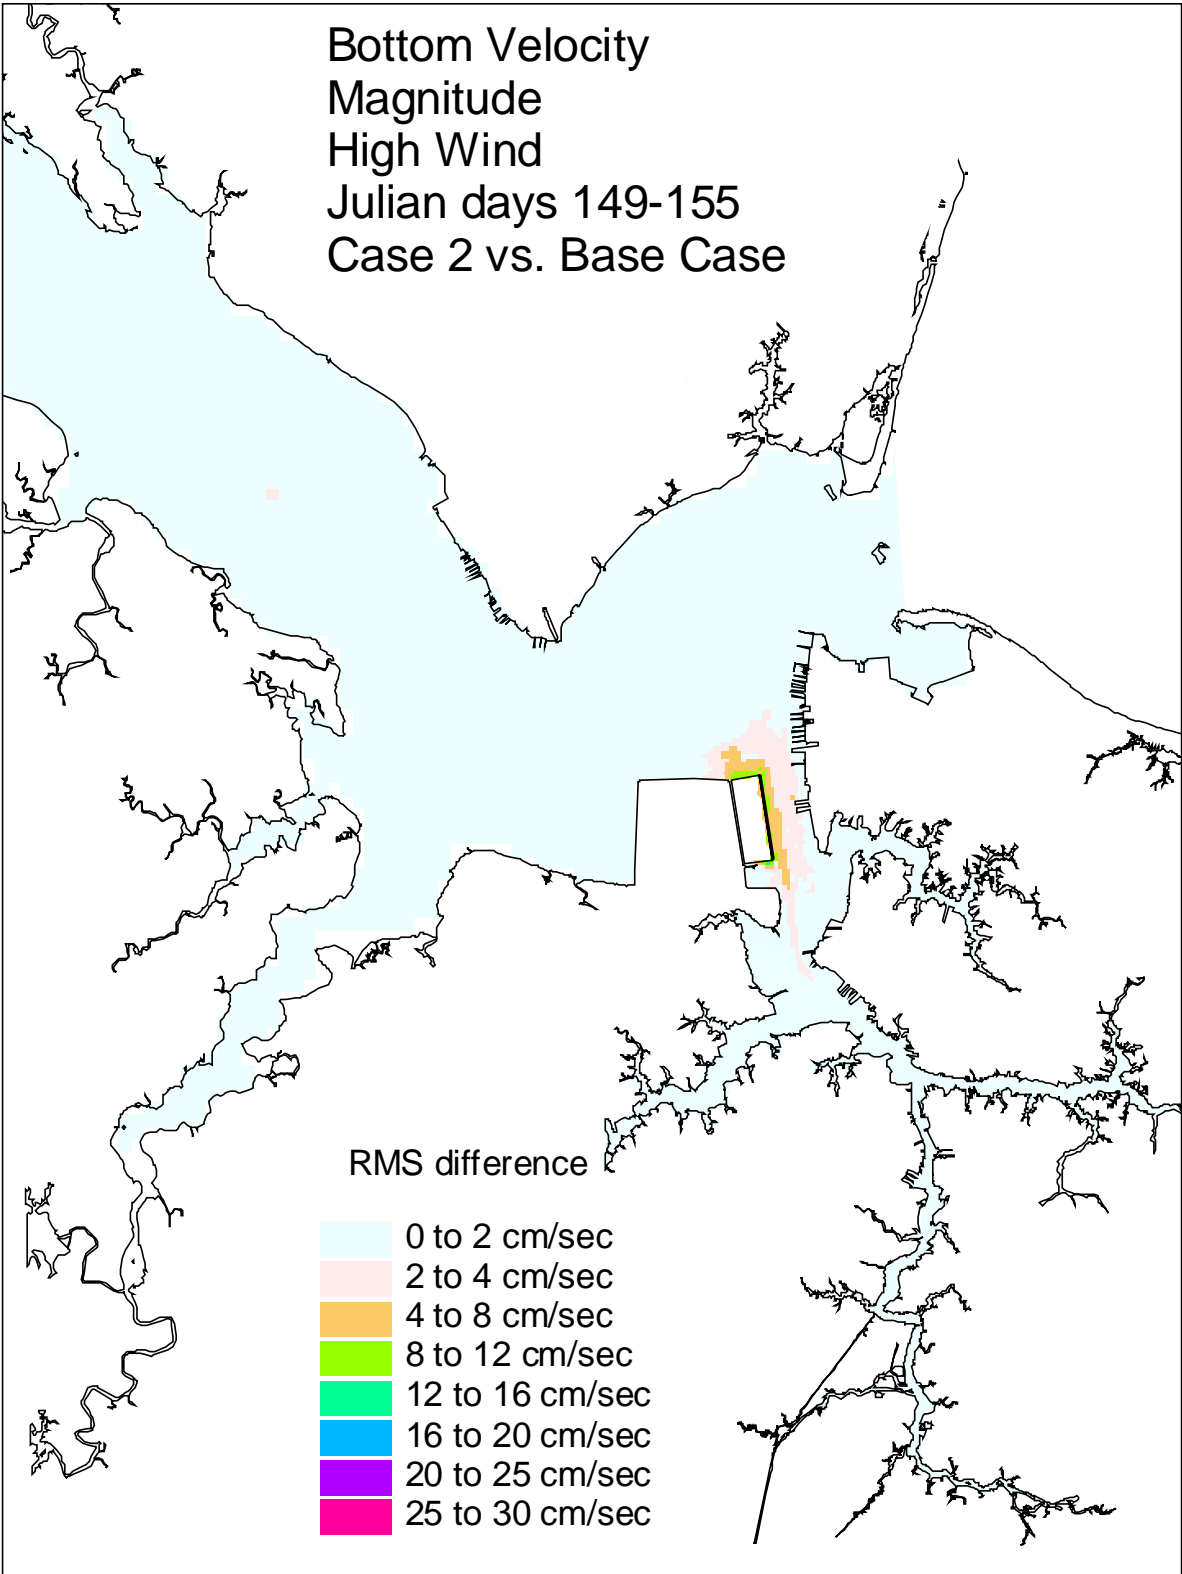 Bottom Velocity
Magnitude
High Wind
Julian days 149-155
Case 2 vs. Base Case
RMS difference
0 to 2 cm/sec
2 to 4 cm/sec
4 to 8 cm/sec
8 to 12 cm/sec
12 to 16 cm/sec
16 to 20 cm/sec
20 to 25 cm/sec
25 to 30 cm/sec